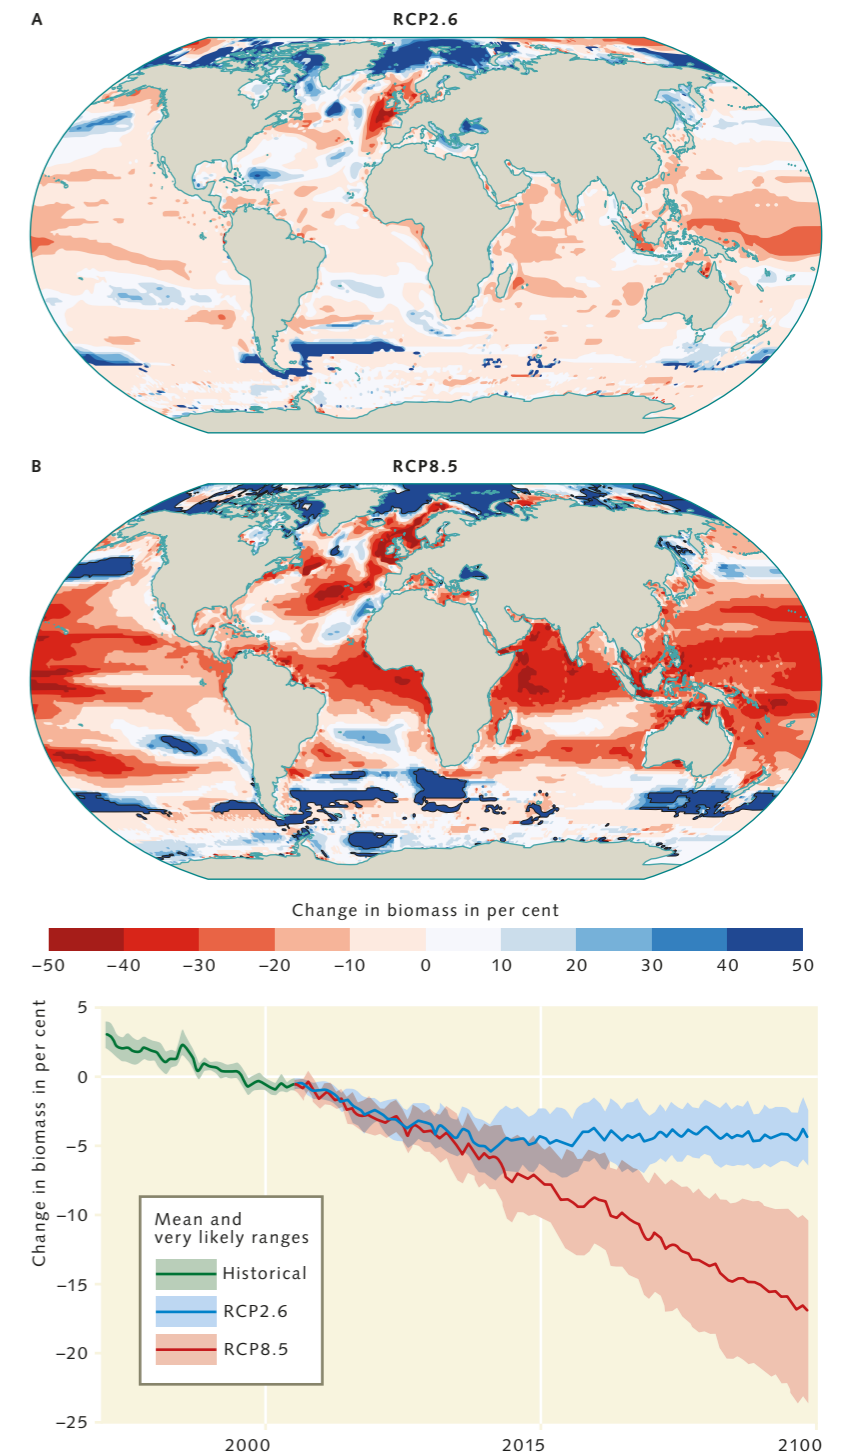 A
RCP2.6
B
RCP8.5
Change in biomass in per cent
−50 −40 −30 −20 −10 0 10 20 30 40 50
Change in biomass in per cent
5
0
−5
−10
−15
−20
−25
Mean and
very likely ranges
Historical
RCP2.6
RCP8.5
2000 2015 2100